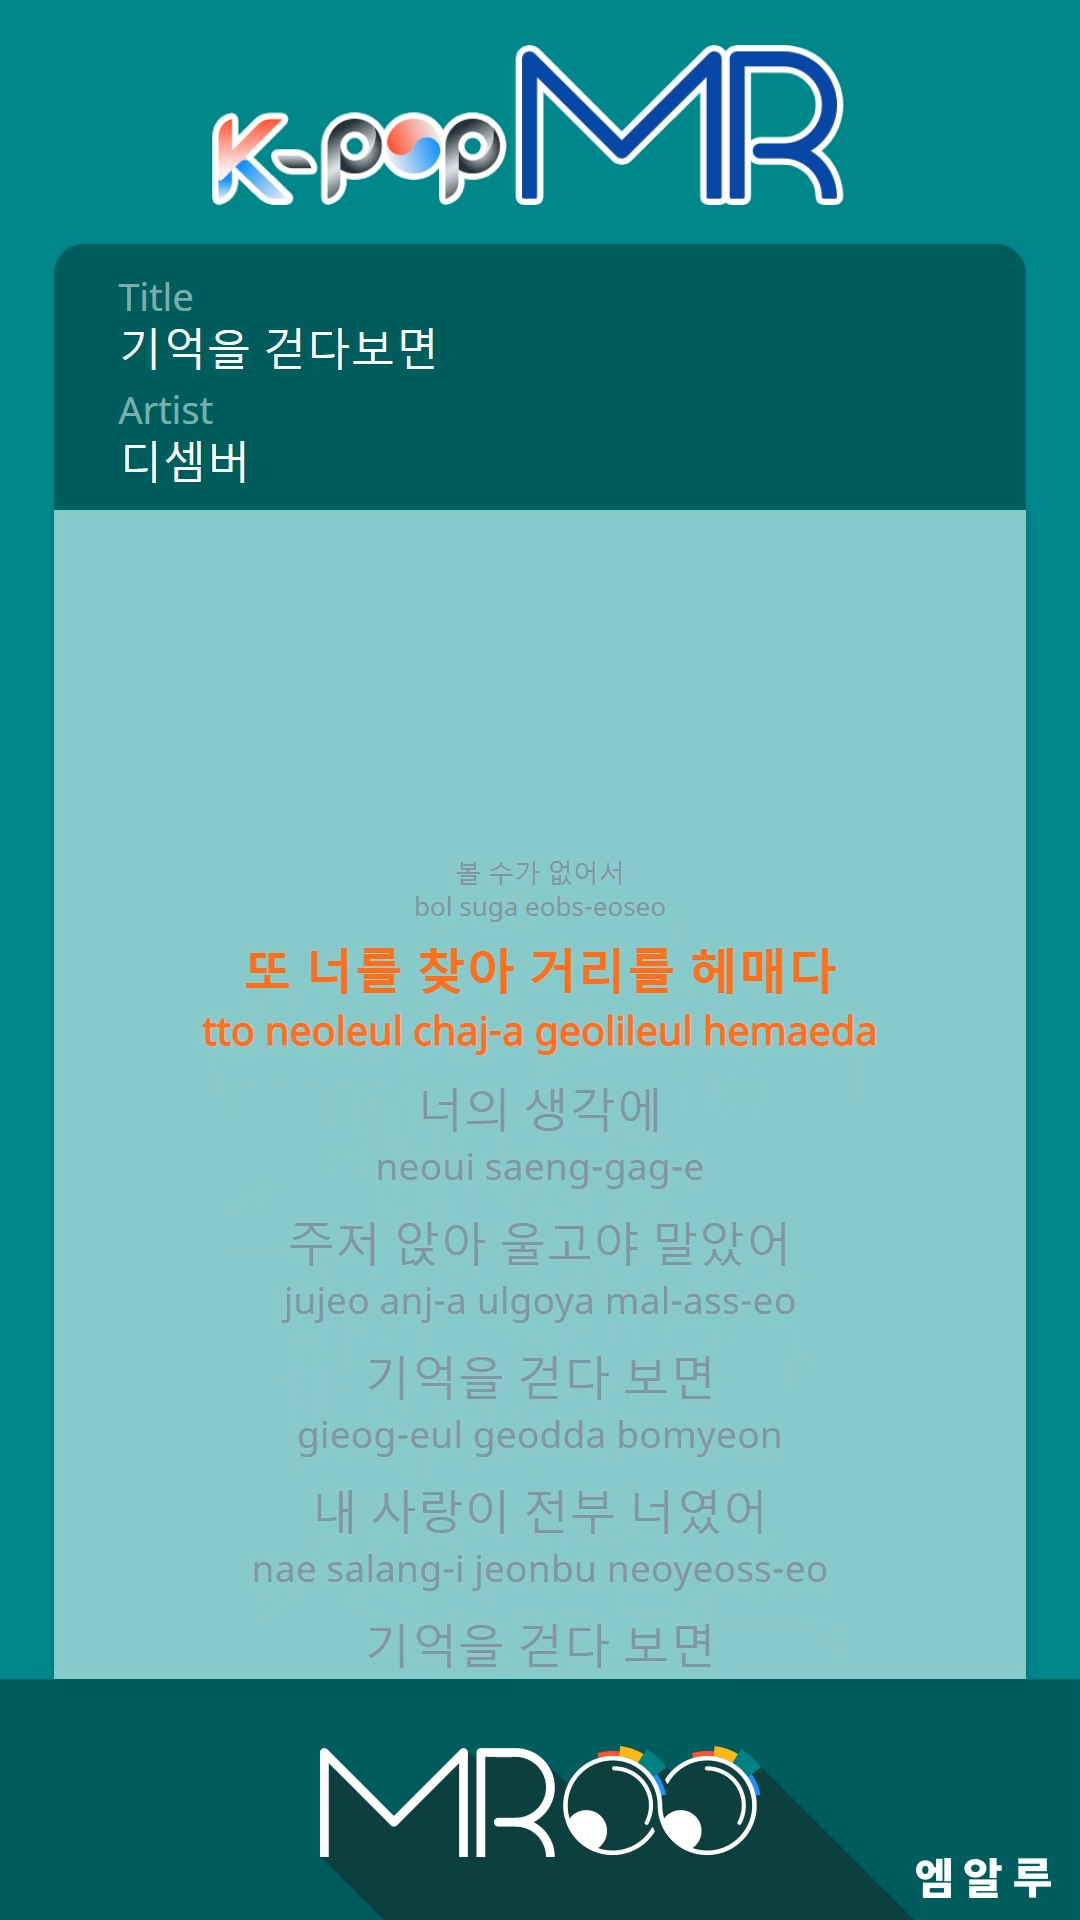 K-pop MR
Title
기억을 걷다보면
Artist
디셈버
볼 수가 없어서
bol suga eobs-eoseo
또 너를 찾아 거리를 헤매다
tto neoleul chaj-a geolileul hemaeda
너의 생각에
neoui saeng-gag-e
주저 앉아 울고야 말았어
jujeo anj-a ulgoya mal-ass-eo
기억을 걷다 보면
gieog-eul geodda bomyeon
내 사랑이 전부 너였어
nae salang-i jeonbu neoyeoss-eo
기억을 걷다 보면
MROO
엠알루